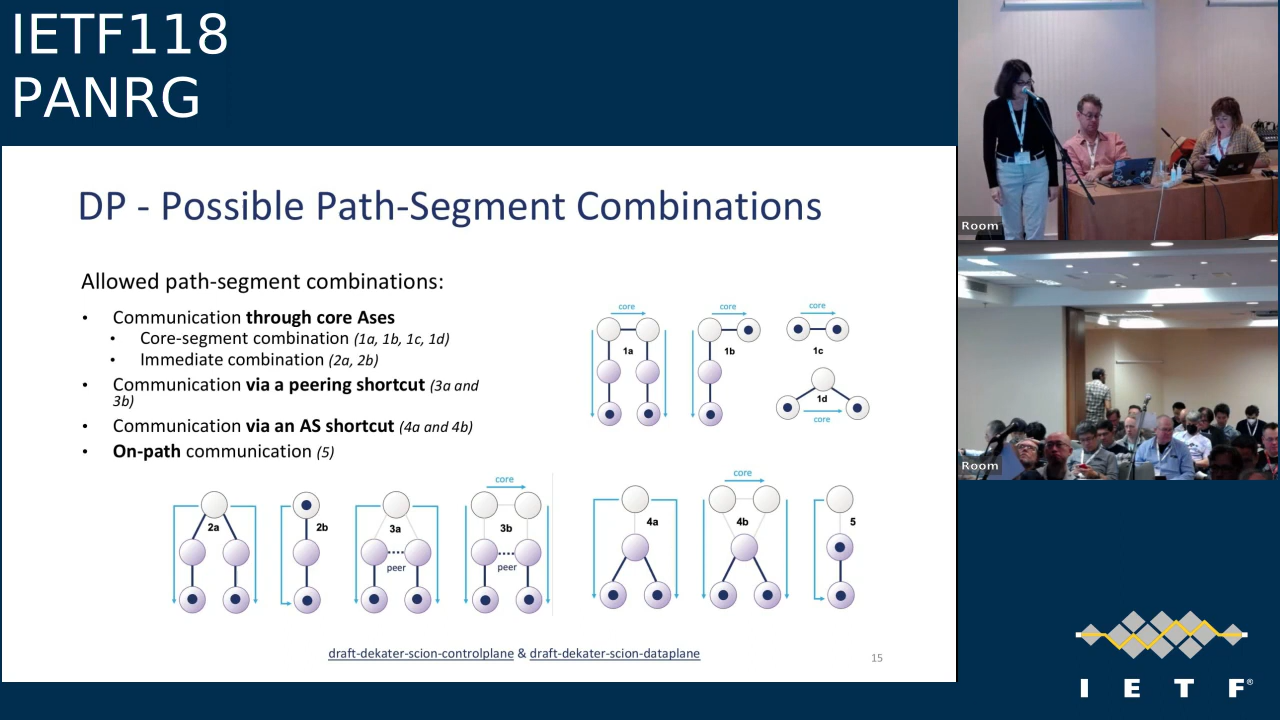 IETF118
PANRG
DP - Possible Path-Segment Combinations
Allowed path-segment combinations:
• Communication through core Ases
• Core-segment combination (1a, 1b, 1c, 1d)
• Immediate combination (2a, 2b)
• Communication via a peering shortcut (3a and
3b)
• Communication via an AS shortcut (4a and 4b)
• On-path communication (5)
core
core
core
1a
1b
1c
1d
core
core
core
2a
2b
3a
3b
4a
4b
5
peer
peer
draft-dekater-scion-controlplane & draft-dekater-scion-dataplane
15
Room
Room
I E T F®